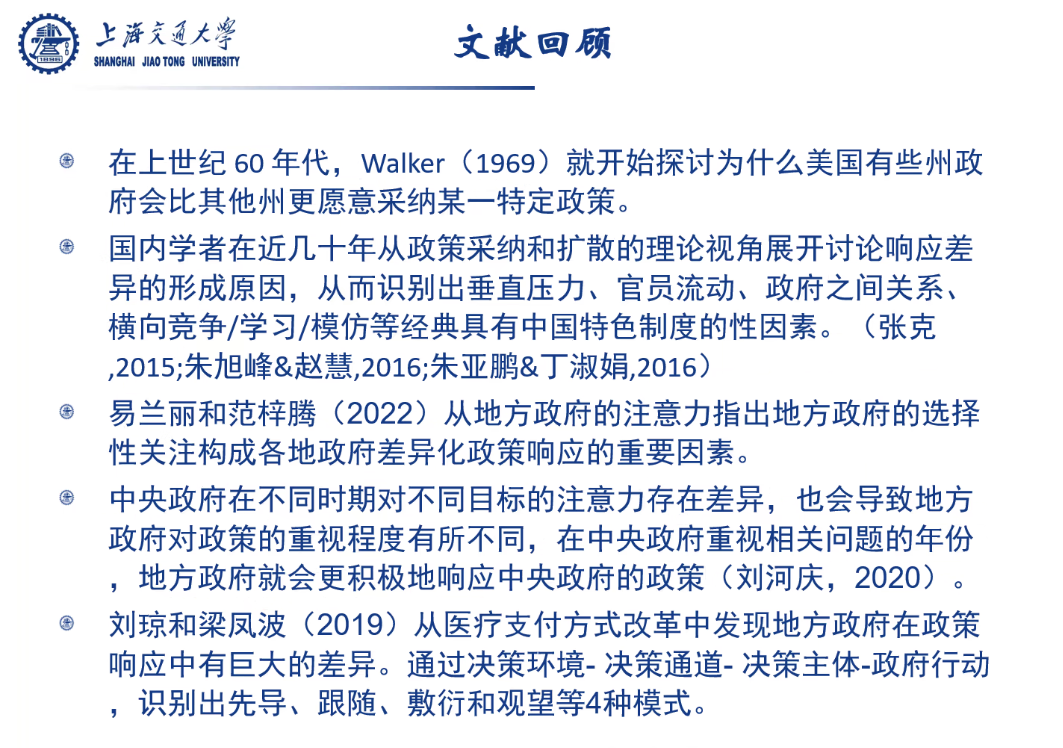 上海交通大学
SHANGHAI JIAO TONG UNIVERSITY
1896
文献回顾
在上世纪 60 年代，Walker（1969）就开始探讨为什么美国有些州政
府会比其他州更愿意采纳某一特定政策。
国内学者在近几十年从政策采纳和扩散的理论视角展开讨论响应差
异的形成原因，从而识别出垂直压力、官员流动、政府之间关系、
横向竞争/学习/模仿等经典具有中国特色制度的性因素。（张克
,2015;朱旭峰&赵慧,2016;朱亚鹏&丁淑娟,2016）
易兰丽和范梓腾（2022）从地方政府的注意力指出地方政府的选择
性关注构成各地政府差异化政策响应的重要因素。
中央政府在不同时期对不同目标的注意力存在差异，也会导致地方
政府对政策的重视程度有所不同，在中央政府重视相关问题的年份
，地方政府就会更积极地响应中央政府的政策（刘河庆，2020）。
刘琼和梁凤波（2019）从医疗支付方式改革中发现地方政府在政策
响应中有巨大的差异。通过决策环境- 决策通道- 决策主体-政府行动
，识别出先导、跟随、敷衍和观望等4种模式。